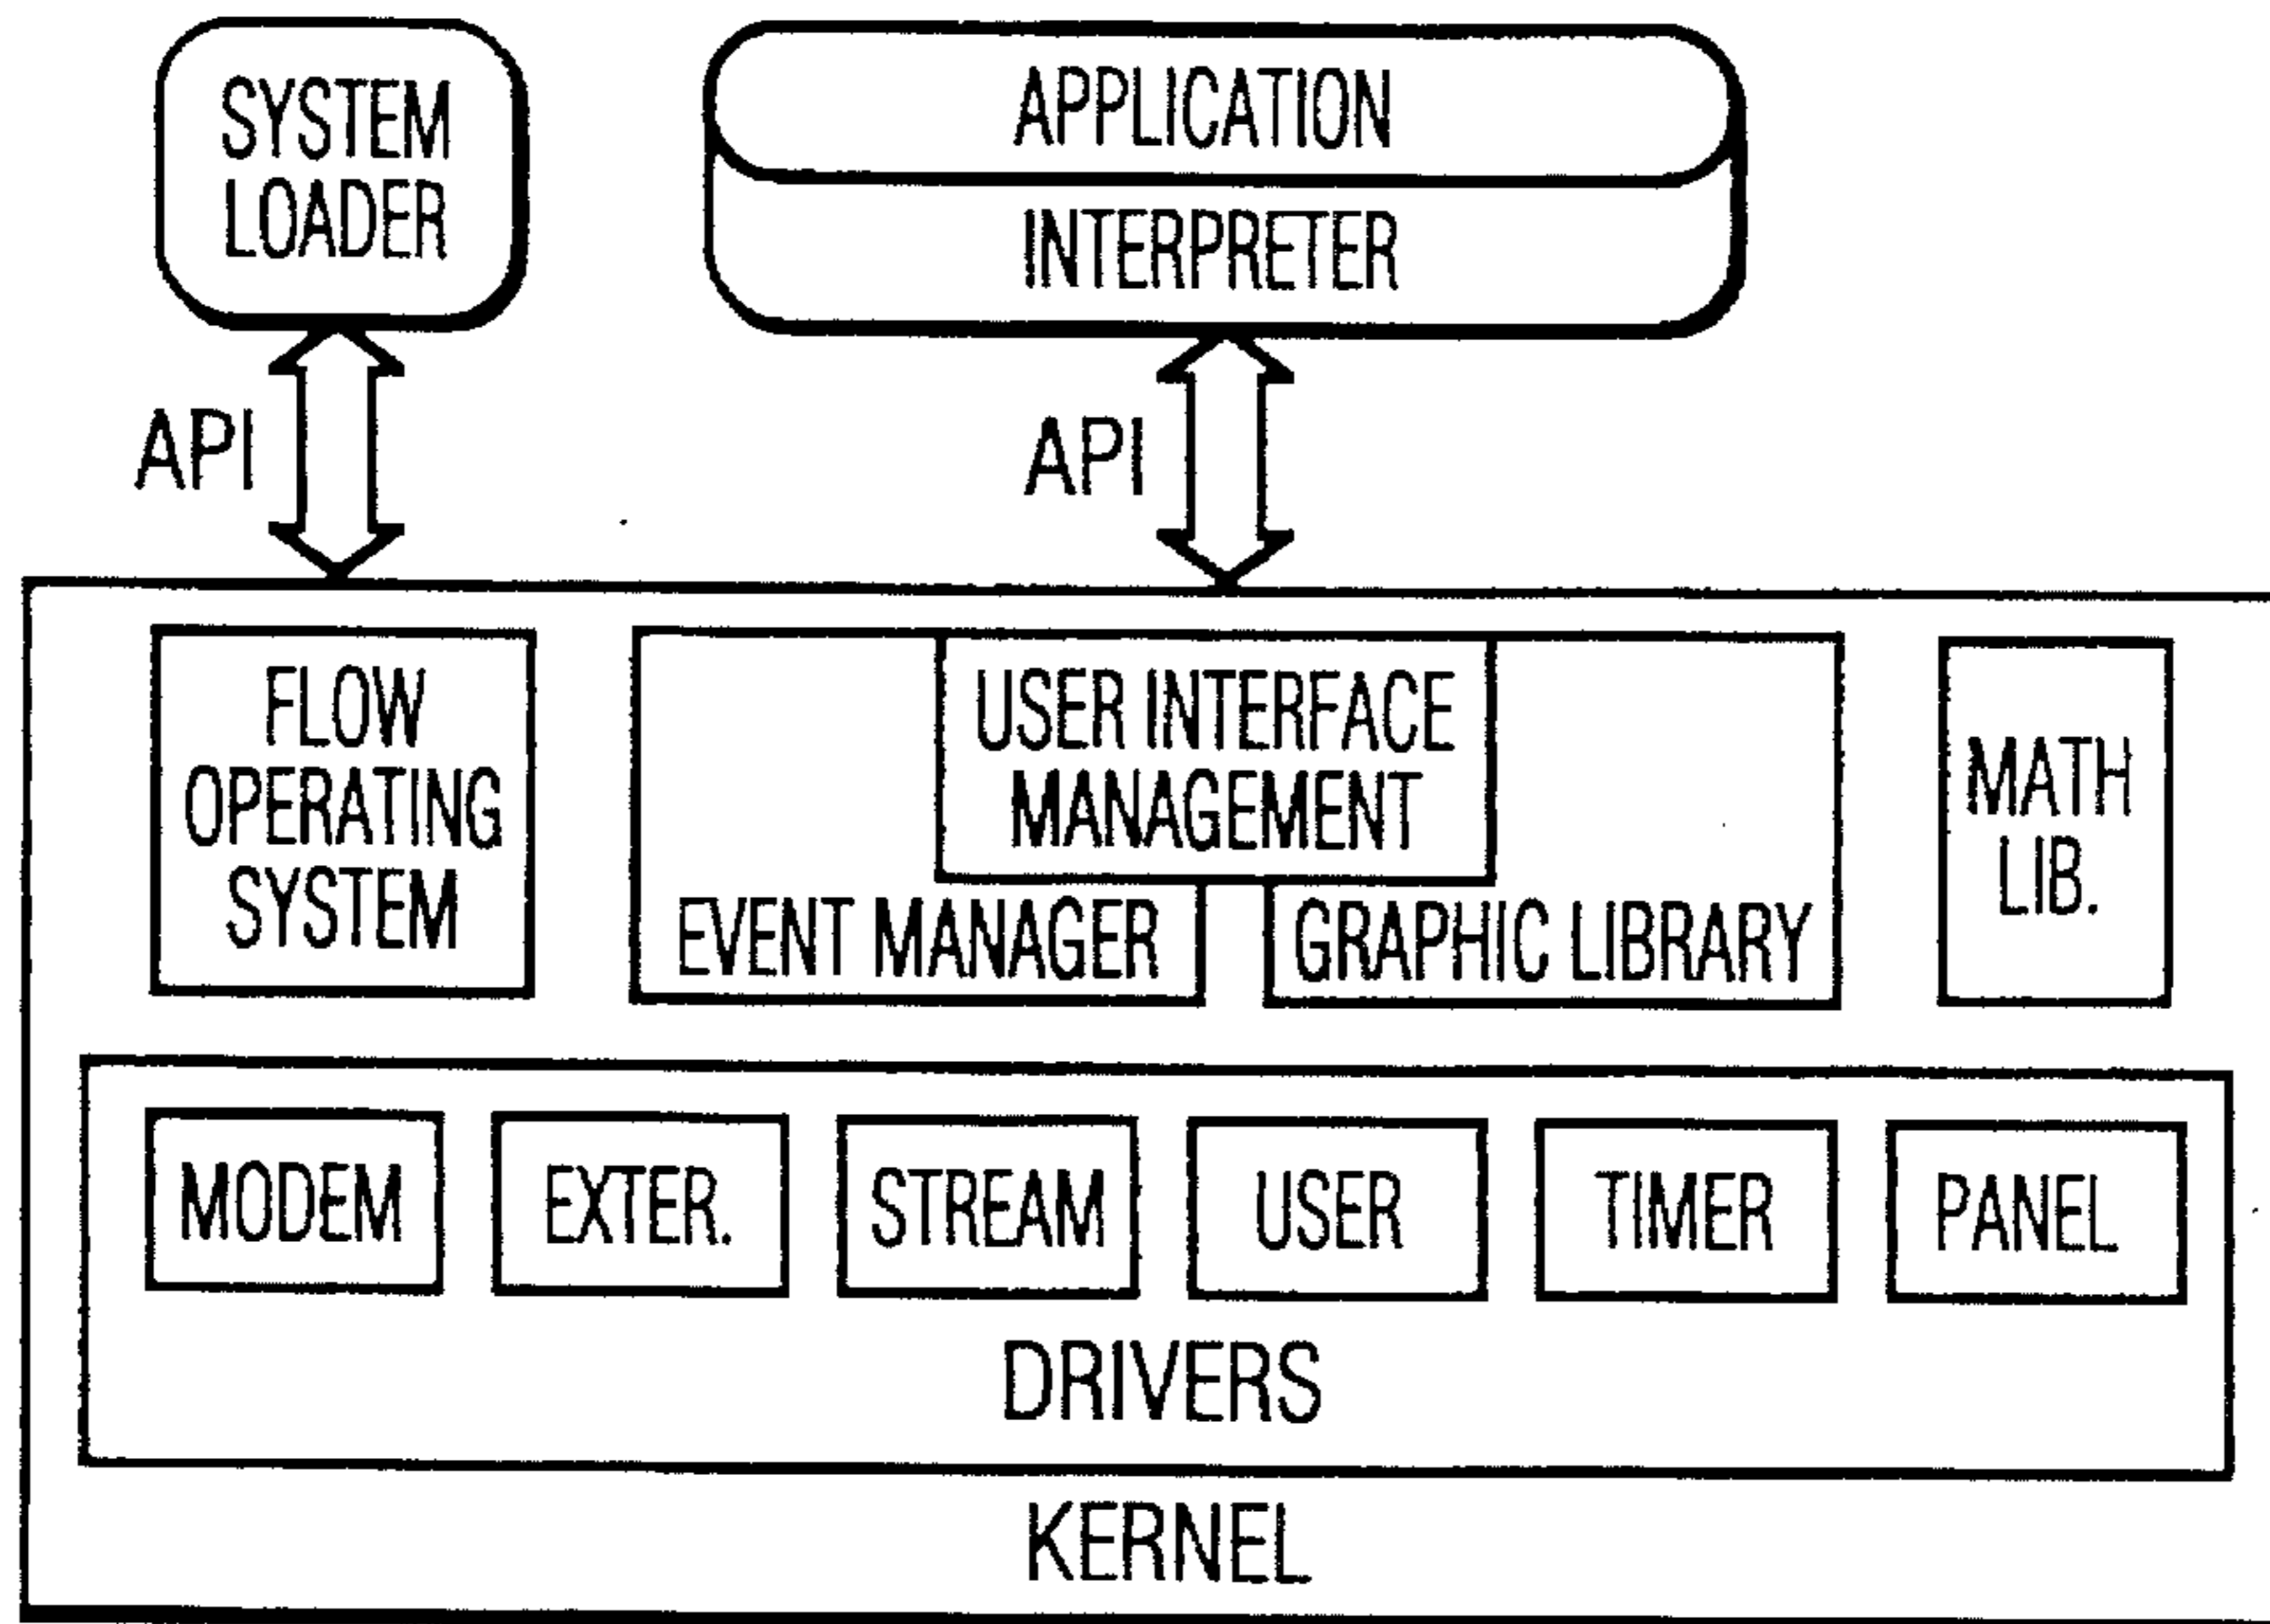 SYSTEM
LOADER
APPLICATION
INTERPRETER
API
API
FLOW
OPERATING
SYSTEM
USER INTERFACE
MANAGEMENT
EVENT MANAGER
GRAPHIC LIBRARY
MATH
LIB.
MODEM
EXTER.
STREAM
USER
TIMER
PANEL
DRIVERS
KERNEL